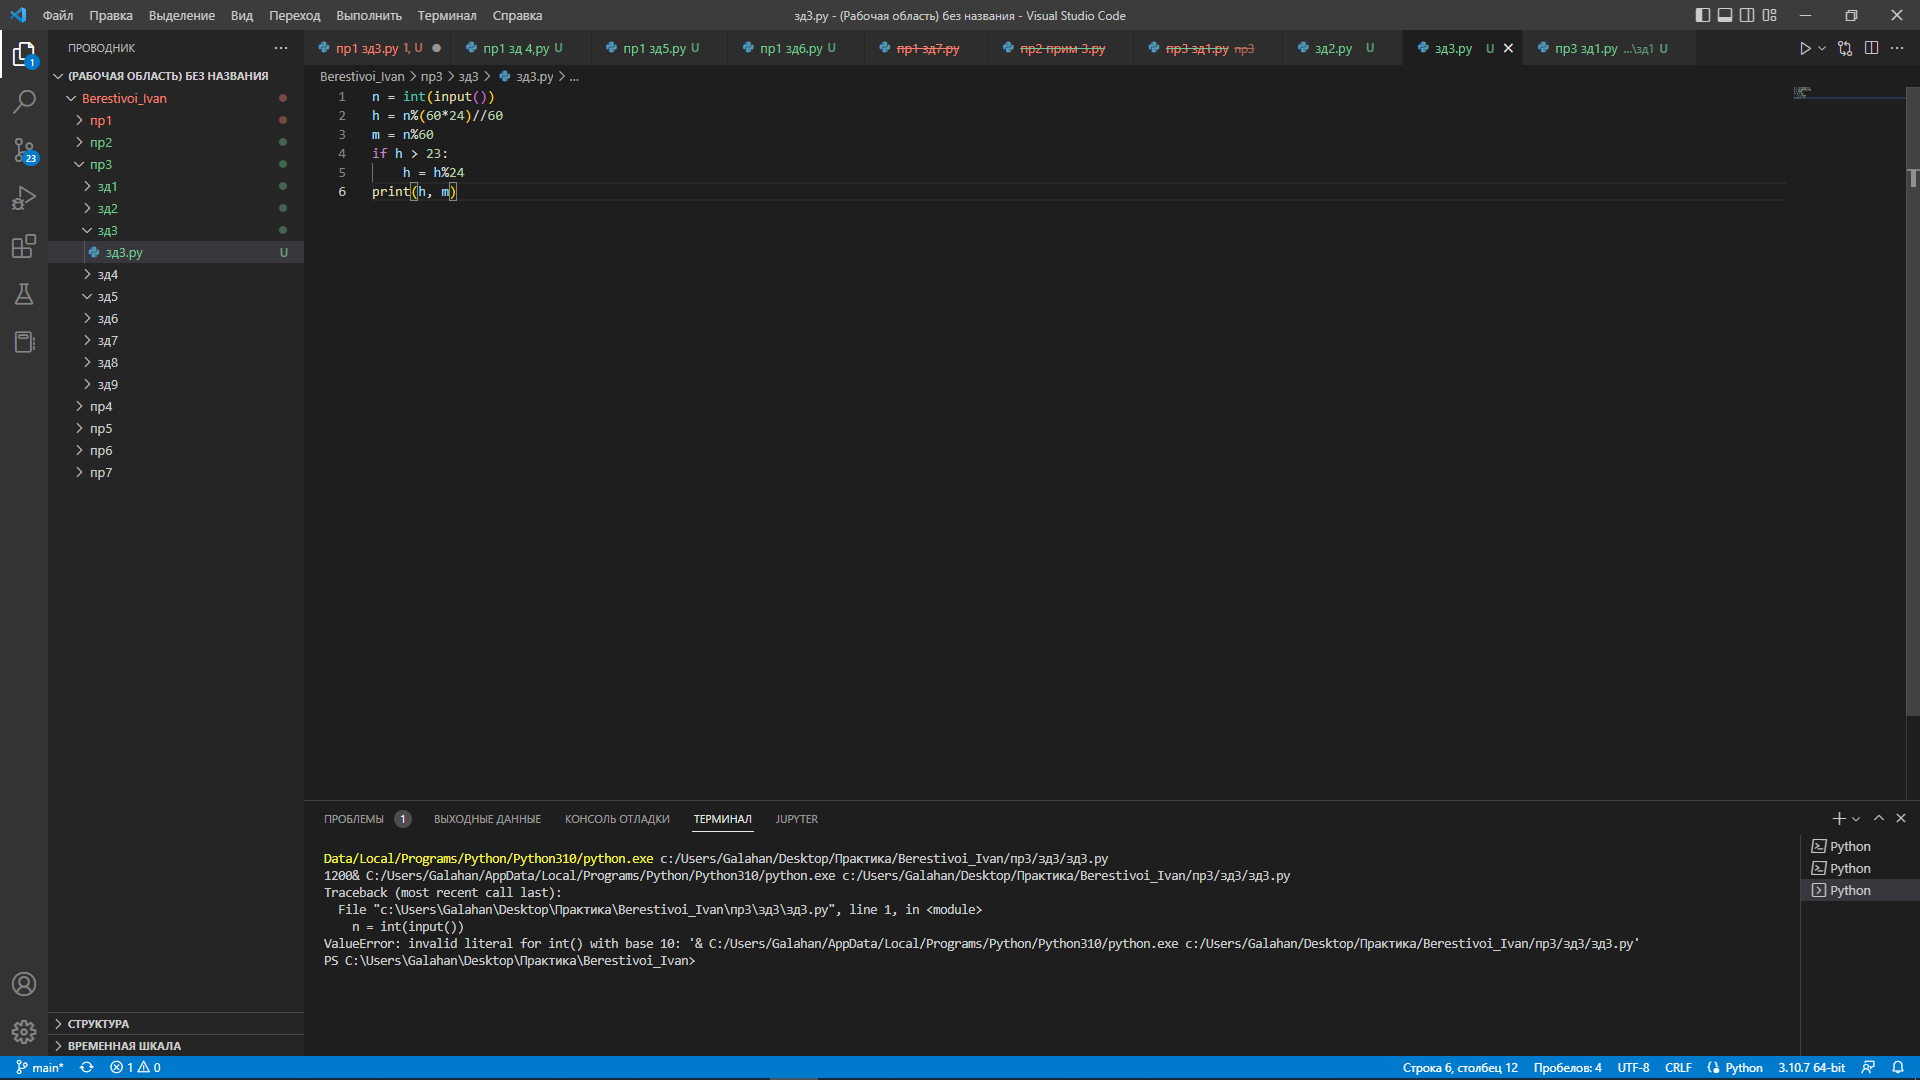 Файл Правка Выделение Вид Переход Выполнить Терминал Справка
зд3.py - (Рабочая область) без названия - Visual Studio Code
ПРОВОДНИК
пр1 зд3.py 1, U
пр1 зд 4.py U
пр1 зд5.py U
пр1 зд6.py U
пр1 зд7.py
пр2 прим 3.py
пр3 зд1.py пр3
зд2.py U
зд3.py U
пр3 зд1.py ...\зд1 U
1
23
(РАБОЧАЯ ОБЛАСТЬ) БЕЗ НАЗВАНИЯ
Berestivoi_Ivan
пр1
пр2
пр3
зд1
зд2
зд3
зд3.py U
зд4
зд5
зд6
зд7
зд8
зд9
пр4
пр5
пр6
пр7
СТРУКТУРА
ВРЕМЕННАЯ ШКАЛА
Berestivoi_Ivan > пр3 > зд3 > зд3.py > ...
1 n = int(input())
2 h = n%(60*24)//60
3 m = n%60
4 if h > 23:
5 h = h%24
6 print(h, m)
ПРОБЛЕМЫ 1 ВЫХОДНЫЕ ДАННЫЕ КОНСОЛЬ ОТЛАДКИ ТЕРМИНАЛ JUPYTER
Data/Local/Programs/Python/Python310/python.exe c:/Users/Galahan/Desktop/Практика/Berestivoi_Ivan/пр3/зд3/зд3.py
1200& C:/Users/Galahan/AppData/Local/Programs/Python/Python310/python.exe c:/Users/Galahan/Desktop/Практика/Berestivoi_Ivan/пр3/зд3/зд3.py
Traceback (most recent call last):
File "c:\Users\Galahan\Desktop\Практика\Berestivoi_Ivan\пр3\зд3\зд3.py", line 1, in <module>
n = int(input())
ValueError: invalid literal for int() with base 10: '& C:/Users/Galahan/AppData/Local/Programs/Python/Python310/python.exe c:/Users/Galahan/Desktop/Практика/Berestivoi_Ivan/пр3/зд3/зд3.py'
PS C:\Users\Galahan\Desktop\Практика\Berestivoi_Ivan>
Python
Python
Python
main* 1 0
Строка 6, столбец 12 Пробелов: 4 UTF-8 CRLF Python 3.10.7 64-bit